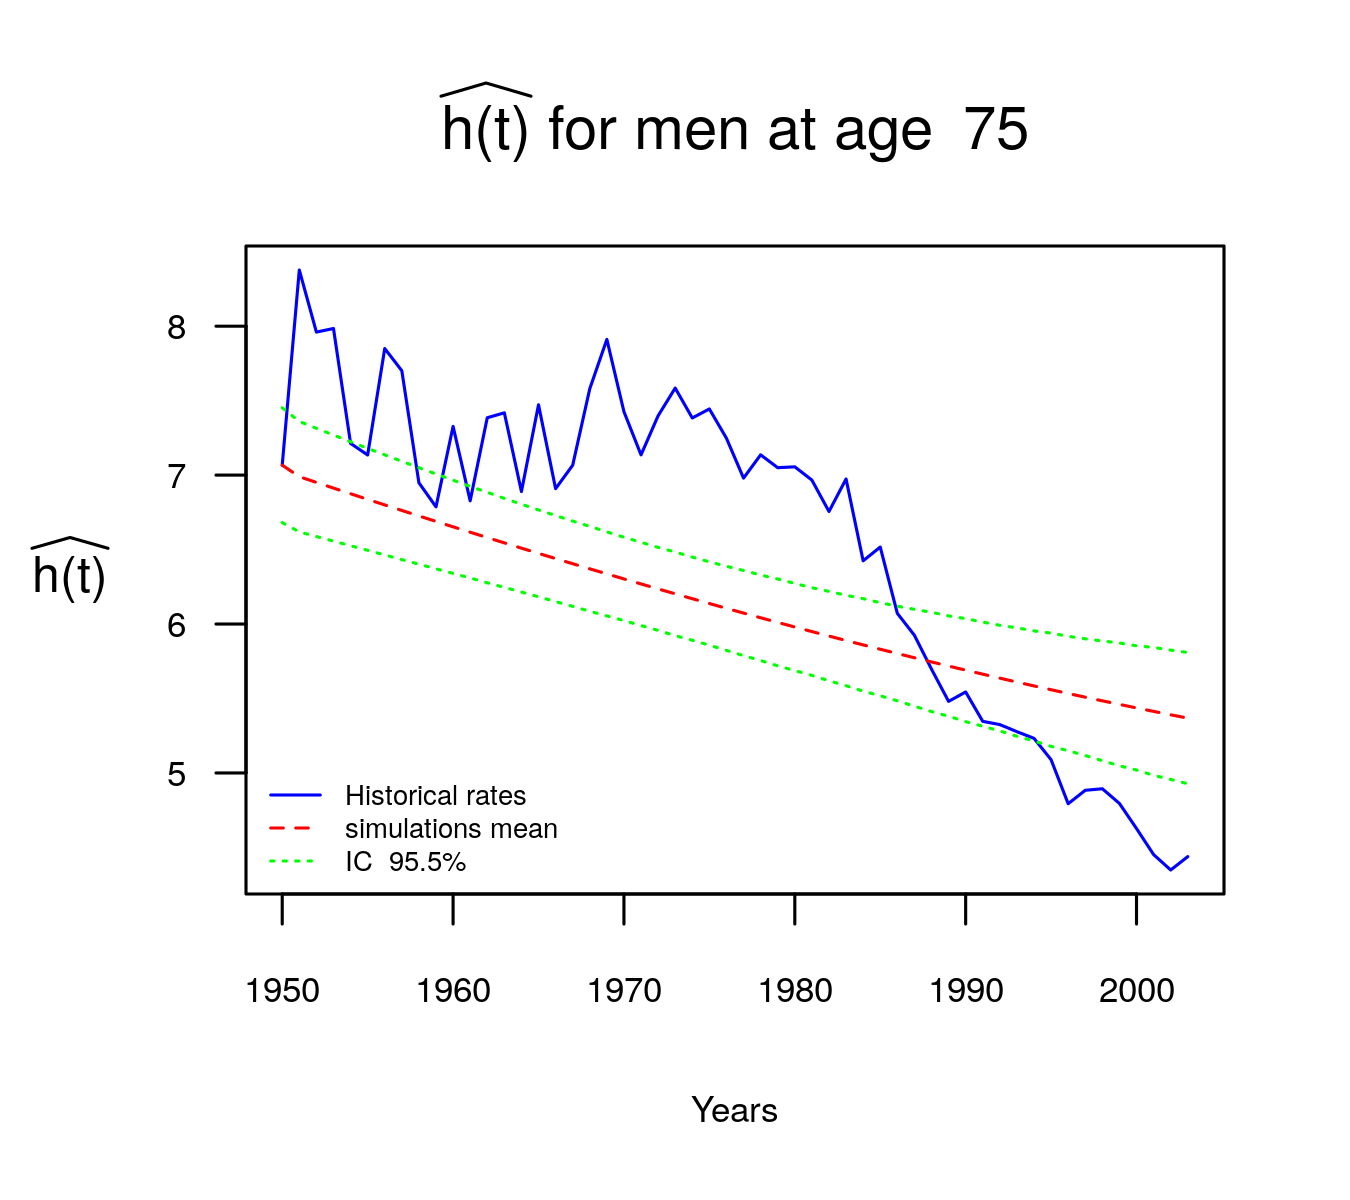 h(t) for men at age 75
8
7
6
5
h(t)
Historical rates
simulations mean
IC 95.5%
1950 1960 1970 1980 1990 2000
Years